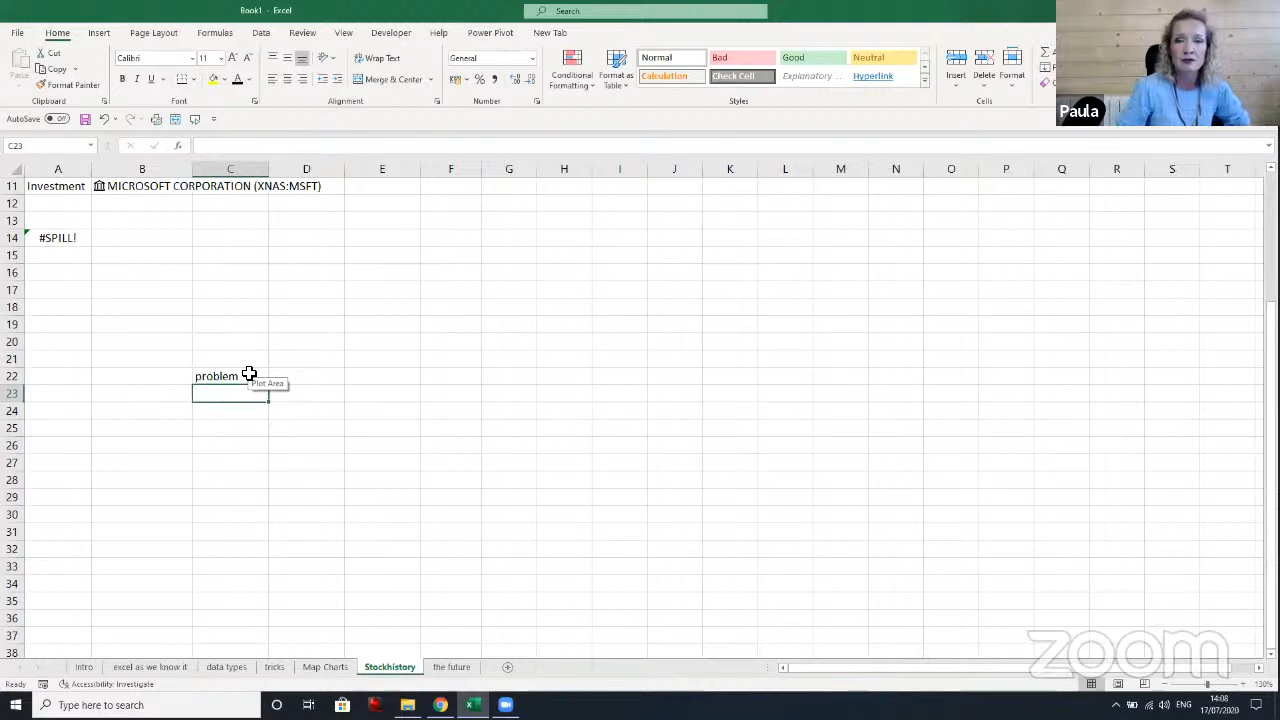 Book1 - Excel
Search
File Home Insert Page Layout Formulas Data Review View Developer Help Power Pivot New Tab
Cut
Copy
Format Painter
Paste
Clipboard
Calibri 11
B I U
Font
Wrap Text
Merge & Center
Alignment
General
Number
Conditional Formatting
Format as Table
Normal Bad Good Neutral
Calculation Check Cell Explanatory ... Hyperlink
Styles
Insert Delete Format
Cells
Paula
AutoSave Off
C23
fx
A B C D E F G H I J K L M N O P Q R S T
11 Investment MICROSOFT CORPORATION (XNAS:MSFT)
12
13
14 #SPILL!
15
16
17
18
19
20
21
22 problem
Plot Area
23
24
25
26
27
28
29
30
31
32
33
34
35
36
37
38
zoom
Intro excel as we know it data types tricks Map Charts Stockhistory the future
Ready Accessibility: Investigate 130%
Type here to search
ENG
14:08
17/07/2020